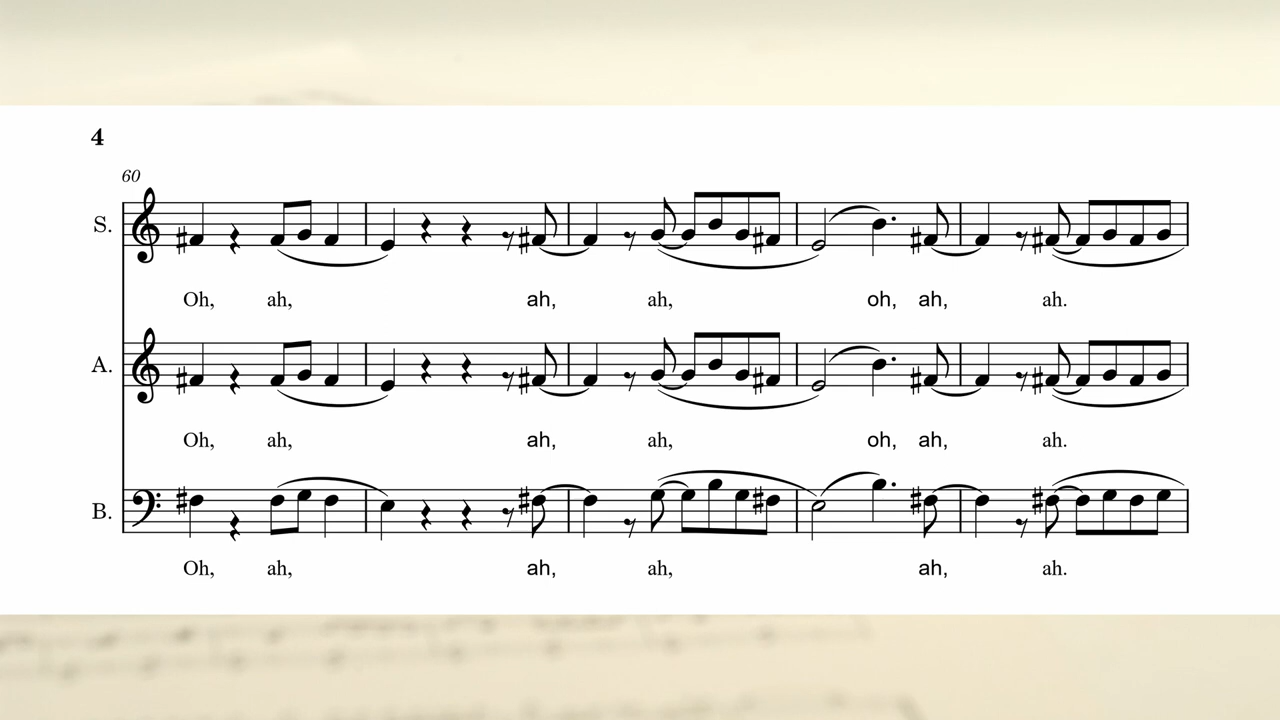 4
60
S.
Oh, ah, ah, ah, oh, ah, ah.
A.
Oh, ah, ah, ah, oh, ah, ah.
B.
Oh, ah, ah, ah, ah, ah.